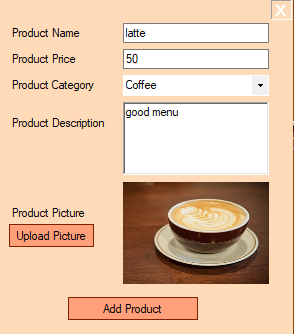 X
Product Name latte
Product Price 50
Product Category Coffee
Product Description good menu
Product Picture
Upload Picture
Add Product